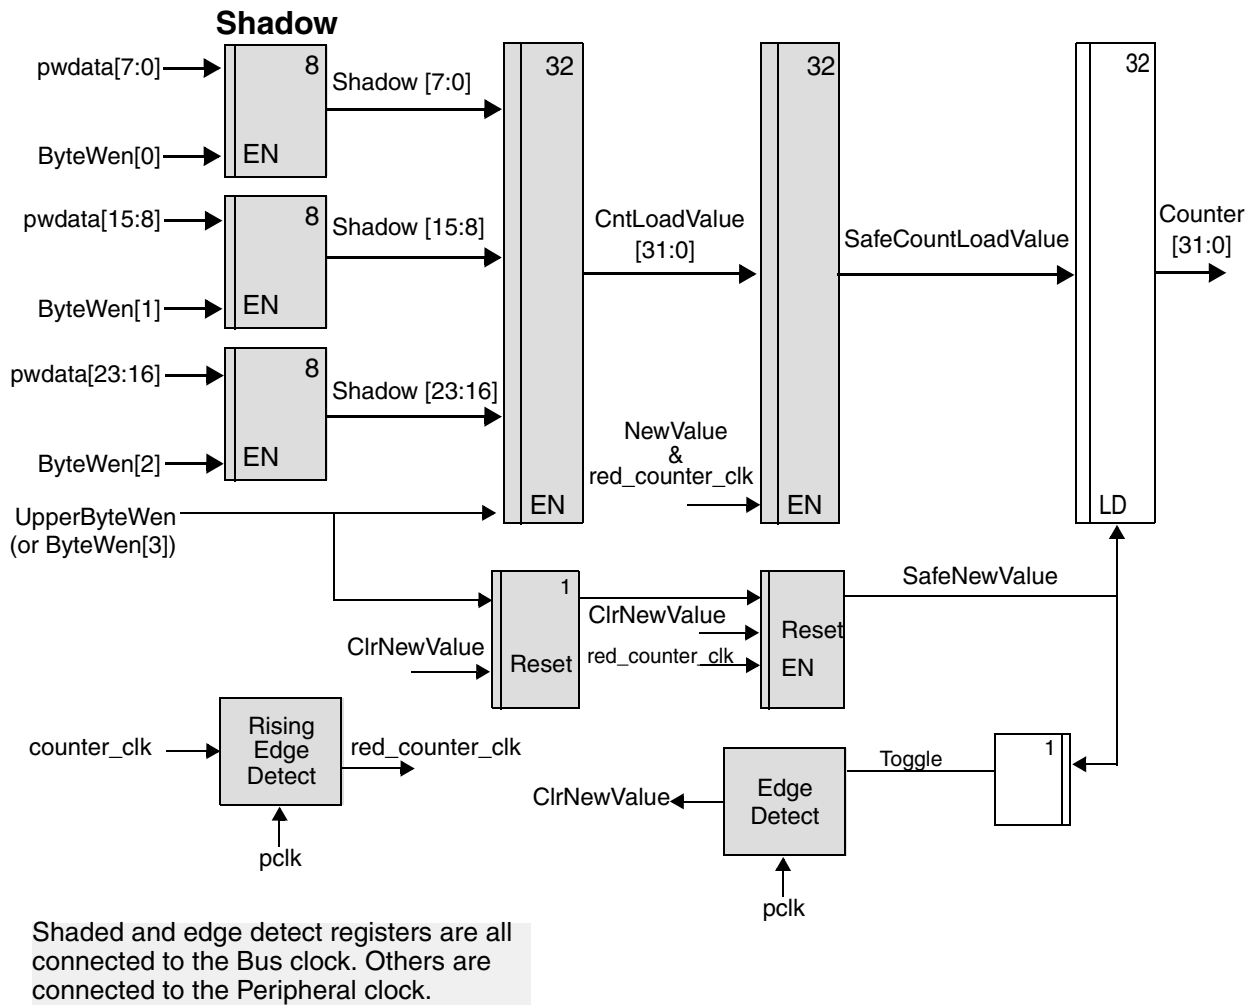 Shadow
pwdata[7:0]
8
Shadow [7:0]
ByteWen[0]
EN
pwdata[15:8]
8
Shadow [15:8]
ByteWen[1]
EN
pwdata[23:16]
8
Shadow [23:16]
ByteWen[2]
EN
UpperByteWen
(or ByteWen[3])
32
EN
CntLoadValue
[31:0]
NewValue
&
red_counter_clk
32
EN
SafeCountLoadValue
32
LD
Counter
[31:0]
1
Reset
ClrNewValue
ClrNewValue
red_counter_clk
Reset
EN
SafeNewValue
counter_clk
Rising
Edge
Detect
red_counter_clk
pclk
ClrNewValue
Edge
Detect
Toggle
1
pclk
Shaded and edge detect registers are all
connected to the Bus clock. Others are
connected to the Peripheral clock.